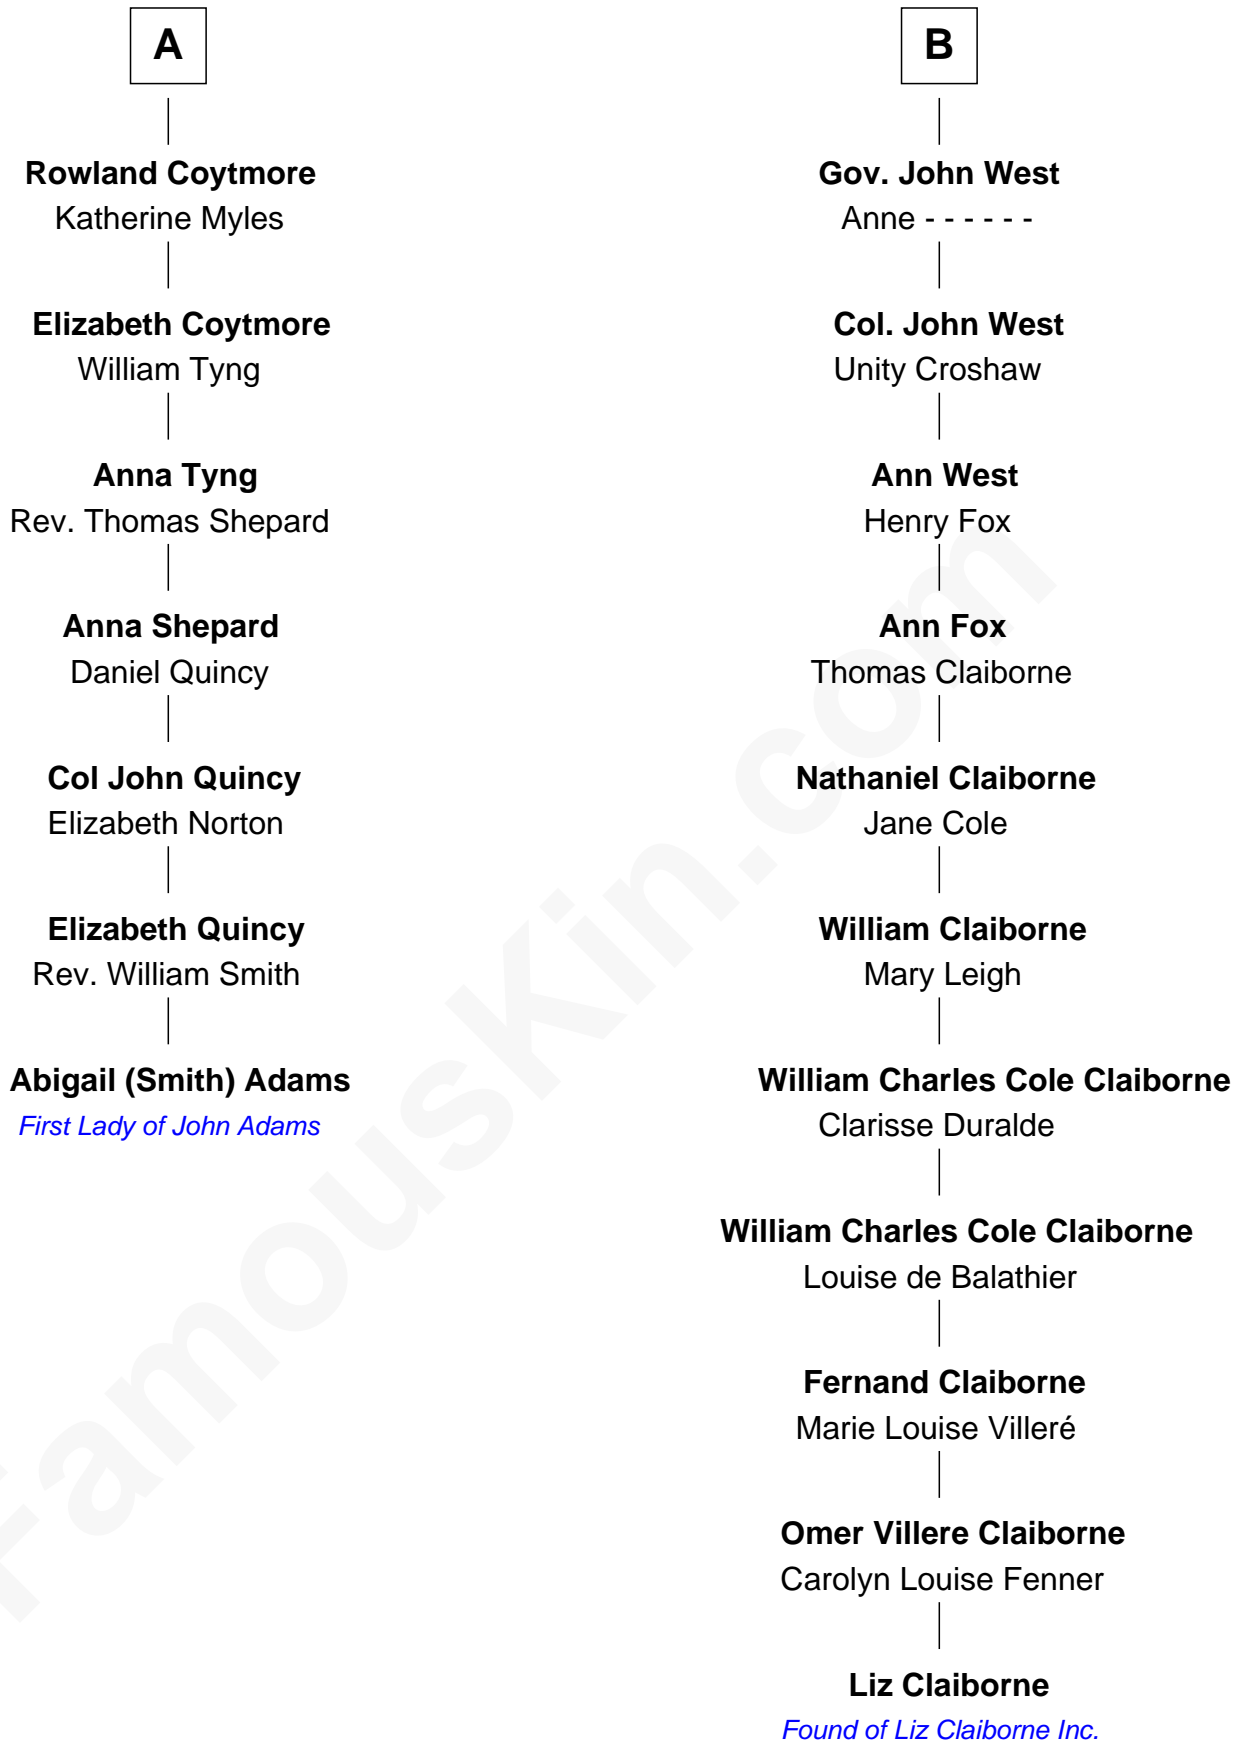 A
Rowland Coytmore
Katherine Myles
Elizabeth Coytmore
William Tyng
Anna Tyng
Rev. Thomas Shepard
Anna Shepard
Daniel Quincy
Col John Quincy
Elizabeth Norton
Elizabeth Quincy
Rev. William Smith
Abigail (Smith) Adams
First Lady of John Adams
B
Gov. John West
Anne - - - - - -
Col. John West
Unity Croshaw
Ann West
Henry Fox
Ann Fox
Thomas Claiborne
Nathaniel Claiborne
Jane Cole
William Claiborne
Mary Leigh
William Charles Cole Claiborne
Clarisse Duralde
William Charles Cole Claiborne
Louise de Balathier
Fernand Claiborne
Marie Louise Villeré
Omer Villere Claiborne
Carolyn Louise Fenner
Liz Claiborne
Found of Liz Claiborne Inc.
FamousKin.com